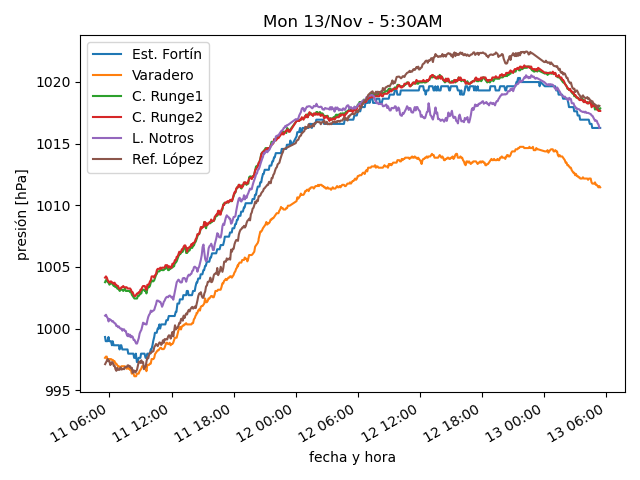 Mon 13/Nov - 5:30AM
Est. Fortín
Varadero
C. Runge1
C. Runge2
L. Notros
Ref. López
presión [hPa]
1020
1015
1010
1005
1000
995
11 06:00
11 12:00
11 18:00
12 00:00
12 06:00
12 12:00
12 18:00
13 00:00
13 06:00
fecha y hora